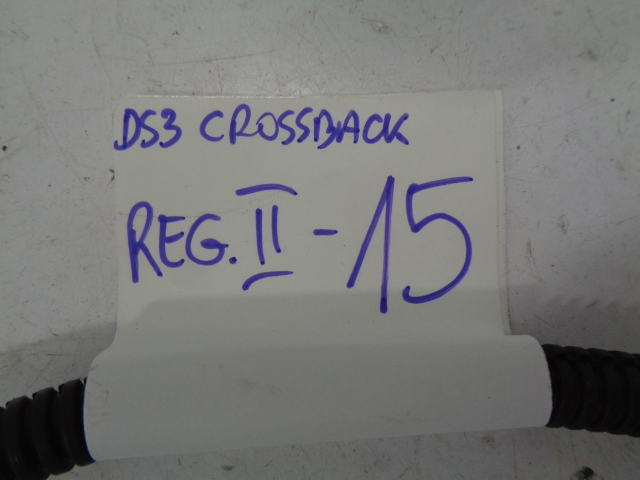 DS3 CROSSBACK
REG. II - 15